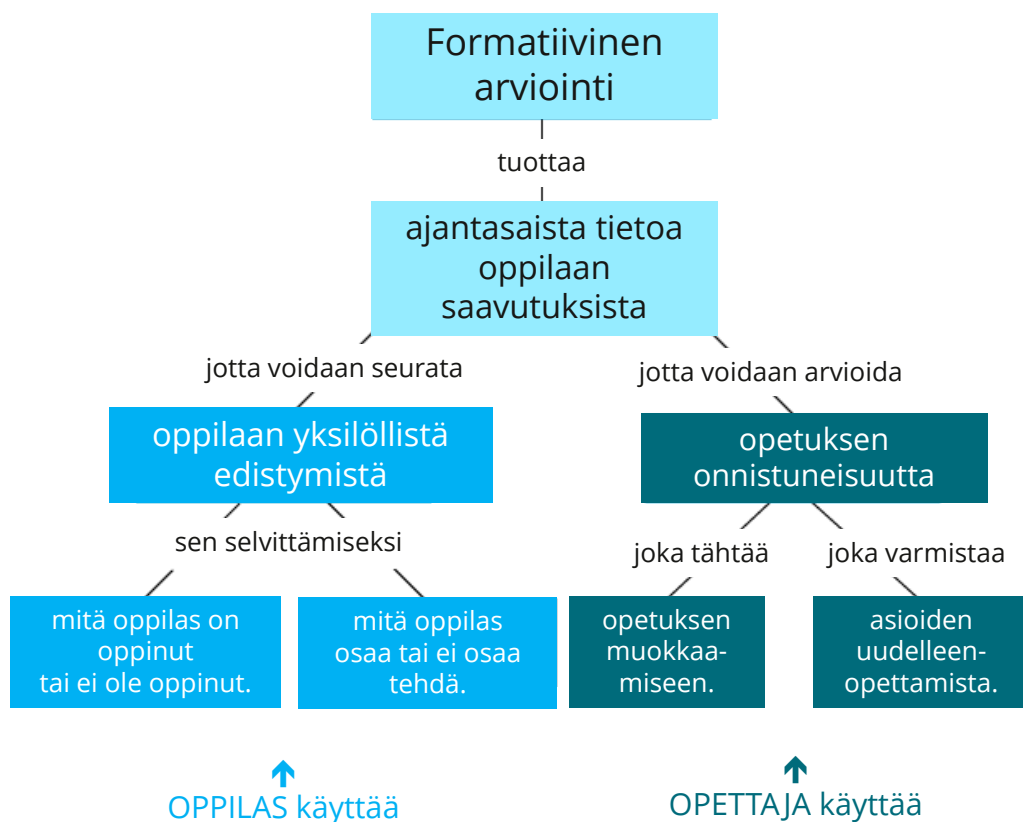 Formatiivinen
arviointi
tuottaa
ajantasaista tietoa
oppilaan
saavutuksista
jotta voidaan seurata
jotta voidaan arvioida
oppilaan yksilöllistä
edistymistä
opetuksen
onnistuneisuutta
sen selvittämiseksi
joka tähtää
joka varmistaa
mitä oppilas on
oppinut
tai ei ole oppinut.
mitä oppilas
osaa tai ei osaa
tehdä.
opetuksen
muokkaa-
miseen.
asioiden
uudelleen-
opettamista.
OPPILAS käyttää
OPETTAJA käyttää